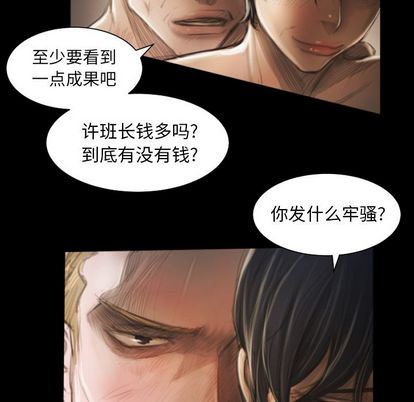 至少要看到
一点成果吧
许班长钱多吗?
到底有没有钱?
你发什么牢骚?